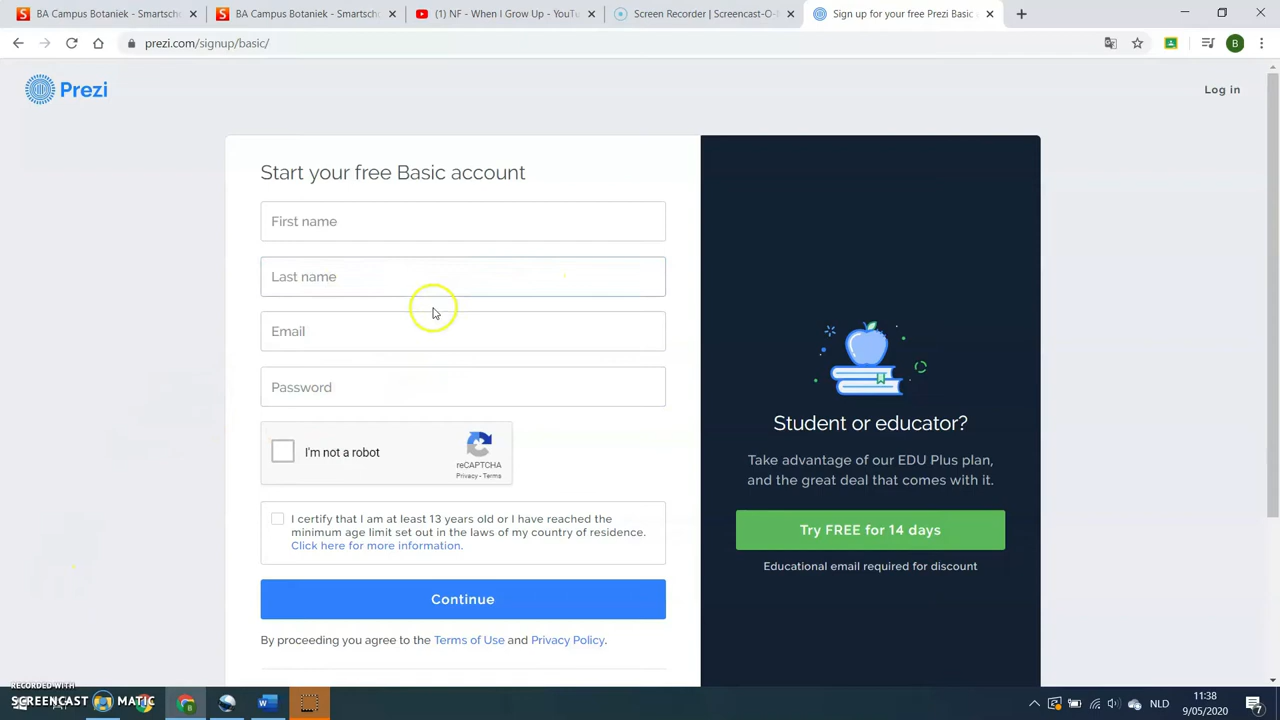 BA Campus Botaniek - Smartsch
BA Campus Botaniek - Smartsch
(1) TIP - When I Grow Up - YouT
Screen Recorder | Screencast-O-
Sign up for your free Prezi Basic
prezi.com/signup/basic/
B
Prezi
Log in
Start your free Basic account
First name
Last name
Email
Password
I'm not a robot
reCAPTCHA
Privacy - Terms
I certify that I am at least 13 years old or I have reached the
minimum age limit set out in the laws of my country of residence.
Click here for more information.
Continue
By proceeding you agree to the Terms of Use and Privacy Policy.
Student or educator?
Take advantage of our EDU Plus plan,
and the great deal that comes with it.
Try FREE for 14 days
Educational email required for discount
RECORDED WITH
SCREENCAST MATIC
NLD
11:38
9/05/2020
7